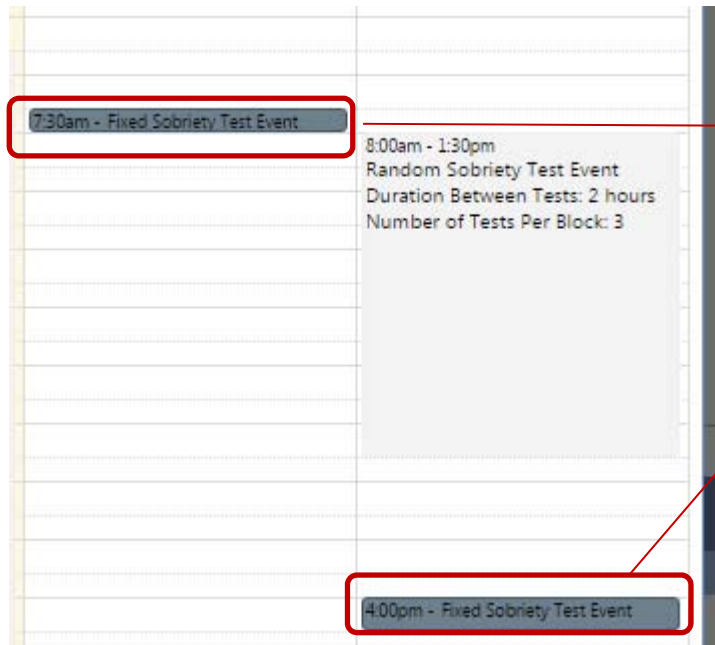 7:30am - Fixed Sobriety Test Event
8:00am - 1:30pm
Random Sobriety Test Event
Duration Between Tests: 2 hours
Number of Tests Per Block: 3
4:00pm - Fixed Sobriety Test Event